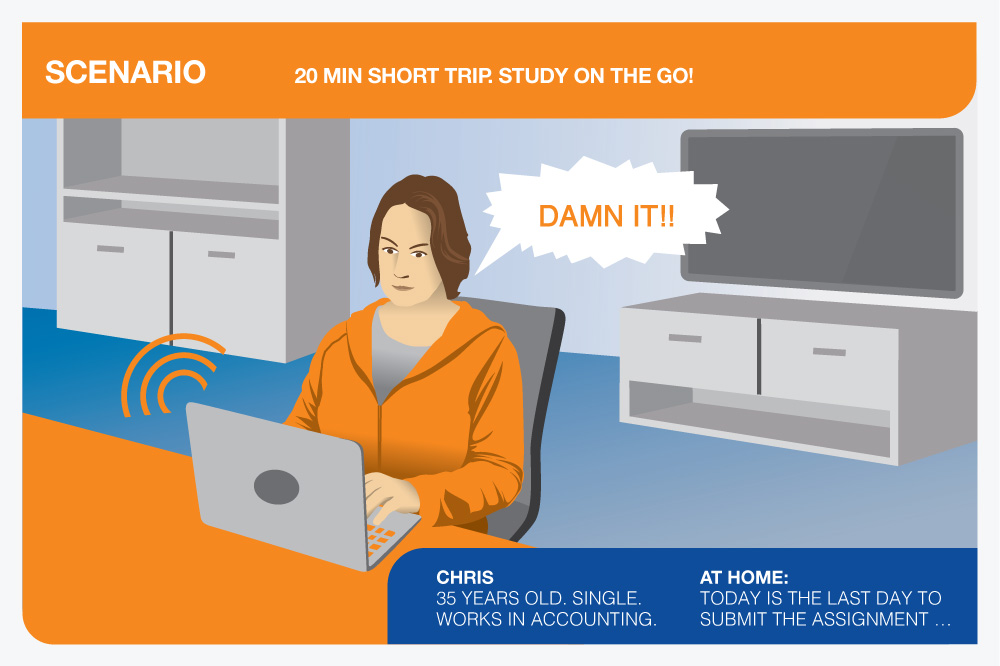 SCENARIO
20 MIN SHORT TRIP. STUDY ON THE GO!
DAMN IT!!
CHRIS
35 YEARS OLD. SINGLE.
WORKS IN ACCOUNTING.
AT HOME:
TODAY IS THE LAST DAY TO
SUBMIT THE ASSIGNMENT …